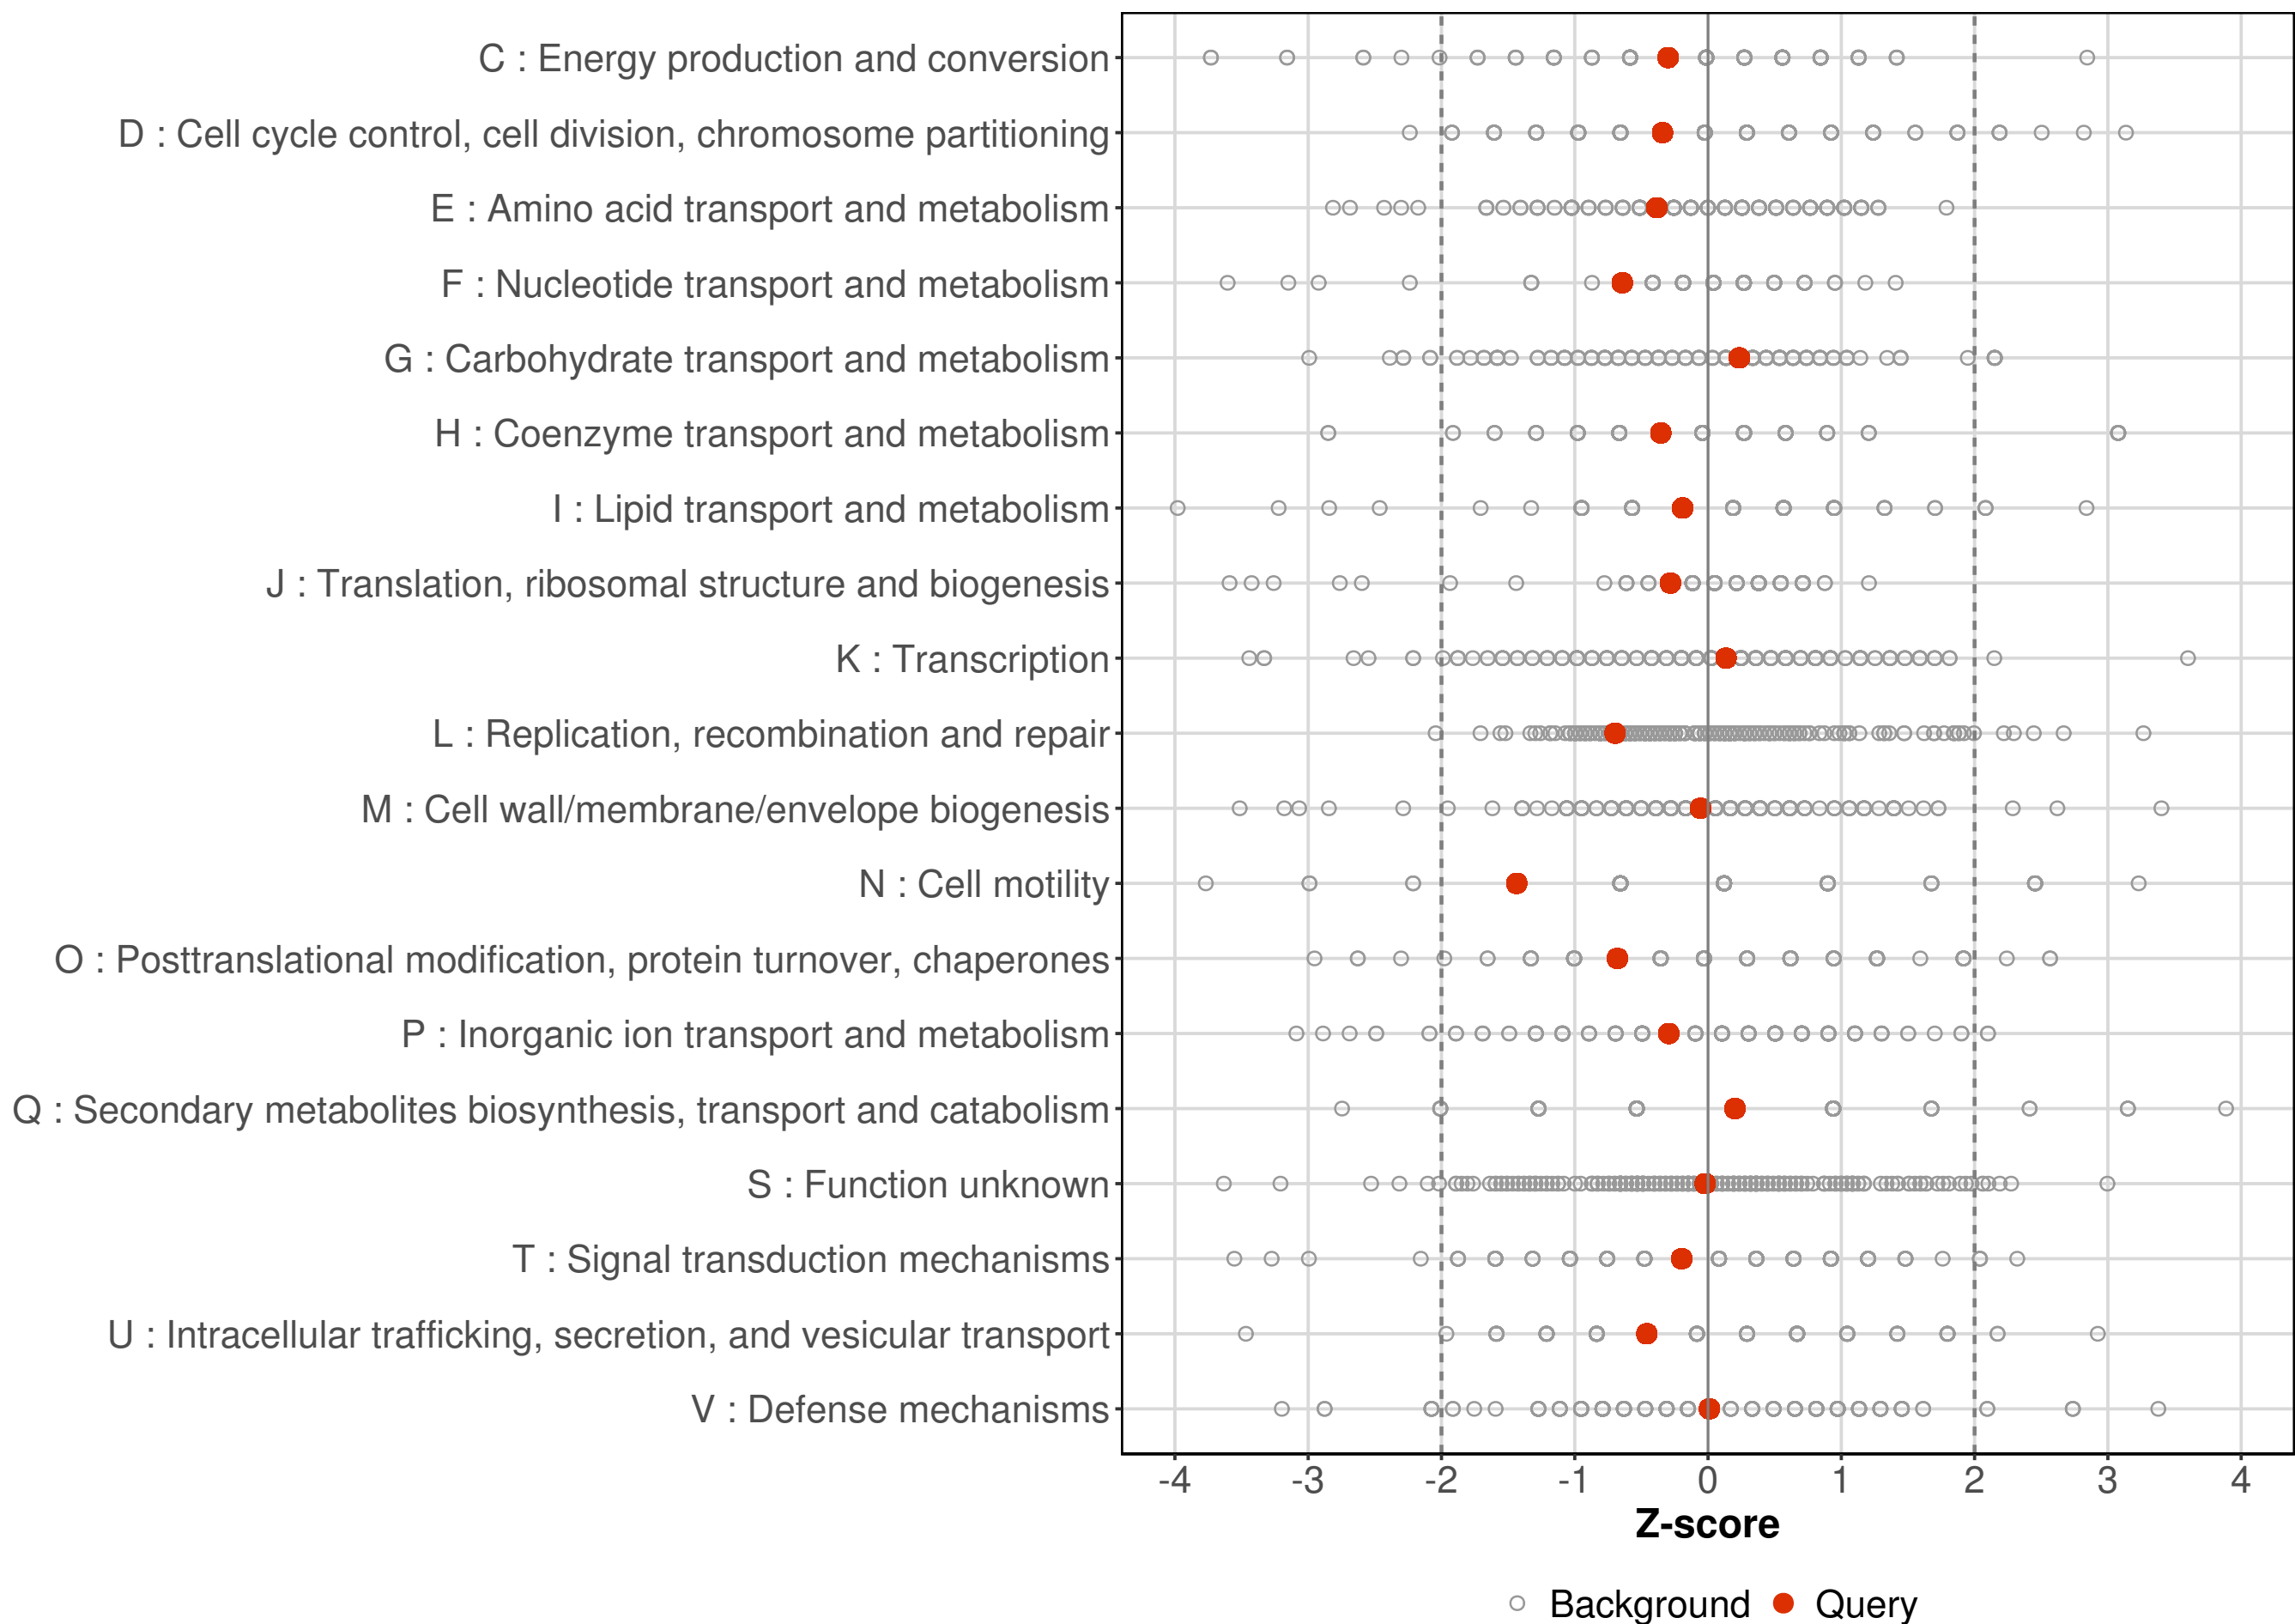 C : Energy production and conversion
D : Cell cycle control, cell division, chromosome partitioning
E : Amino acid transport and metabolism
F : Nucleotide transport and metabolism
G : Carbohydrate transport and metabolism
H : Coenzyme transport and metabolism
I : Lipid transport and metabolism
J : Translation, ribosomal structure and biogenesis
K : Transcription
L : Replication, recombination and repair
M : Cell wall/membrane/envelope biogenesis
N : Cell motility
O : Posttranslational modification, protein turnover, chaperones
P : Inorganic ion transport and metabolism
Q : Secondary metabolites biosynthesis, transport and catabolism
S : Function unknown
T : Signal transduction mechanisms
U : Intracellular trafficking, secretion, and vesicular transport
V : Defense mechanisms
-4 -3 -2 -1 0 1 2 3 4
Z-score
Background Query